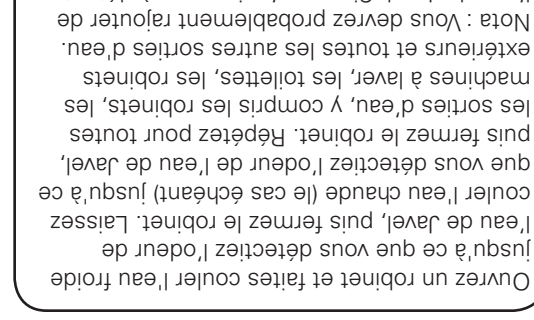 Ouvrez un robinet et faites couler l'eau froide
jusqu'à ce que vous détectiez l'odeur de
l'eau de Javel, puis fermez le robinet. Laissez
couler l'eau chaude (le cas échéant) jusqu'à ce
que vous détectiez l'odeur de l'eau de Javel,
puis fermez le robinet. Répétez pour toutes
les sorties d'eau, y compris les robinets, les
machines à laver, les toilettes, les robinets
extérieurs et toutes les autres sorties d'eau.
Nota : Vous devrez probablement rajouter de